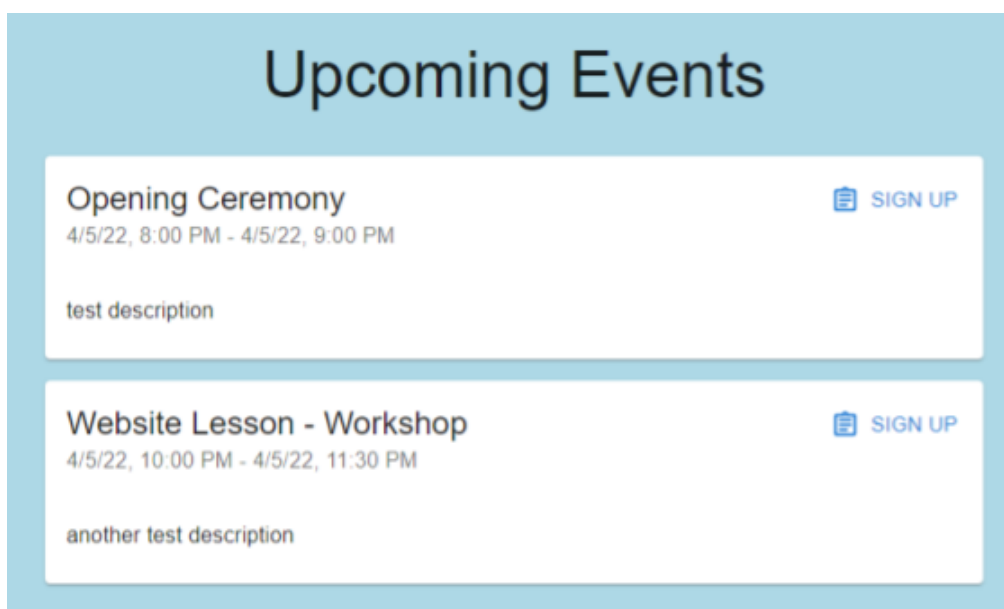 Upcoming Events
Opening Ceremony
SIGN UP
4/5/22, 8:00 PM - 4/5/22, 9:00 PM
test description
Website Lesson - Workshop
SIGN UP
4/5/22, 10:00 PM - 4/5/22, 11:30 PM
another test description